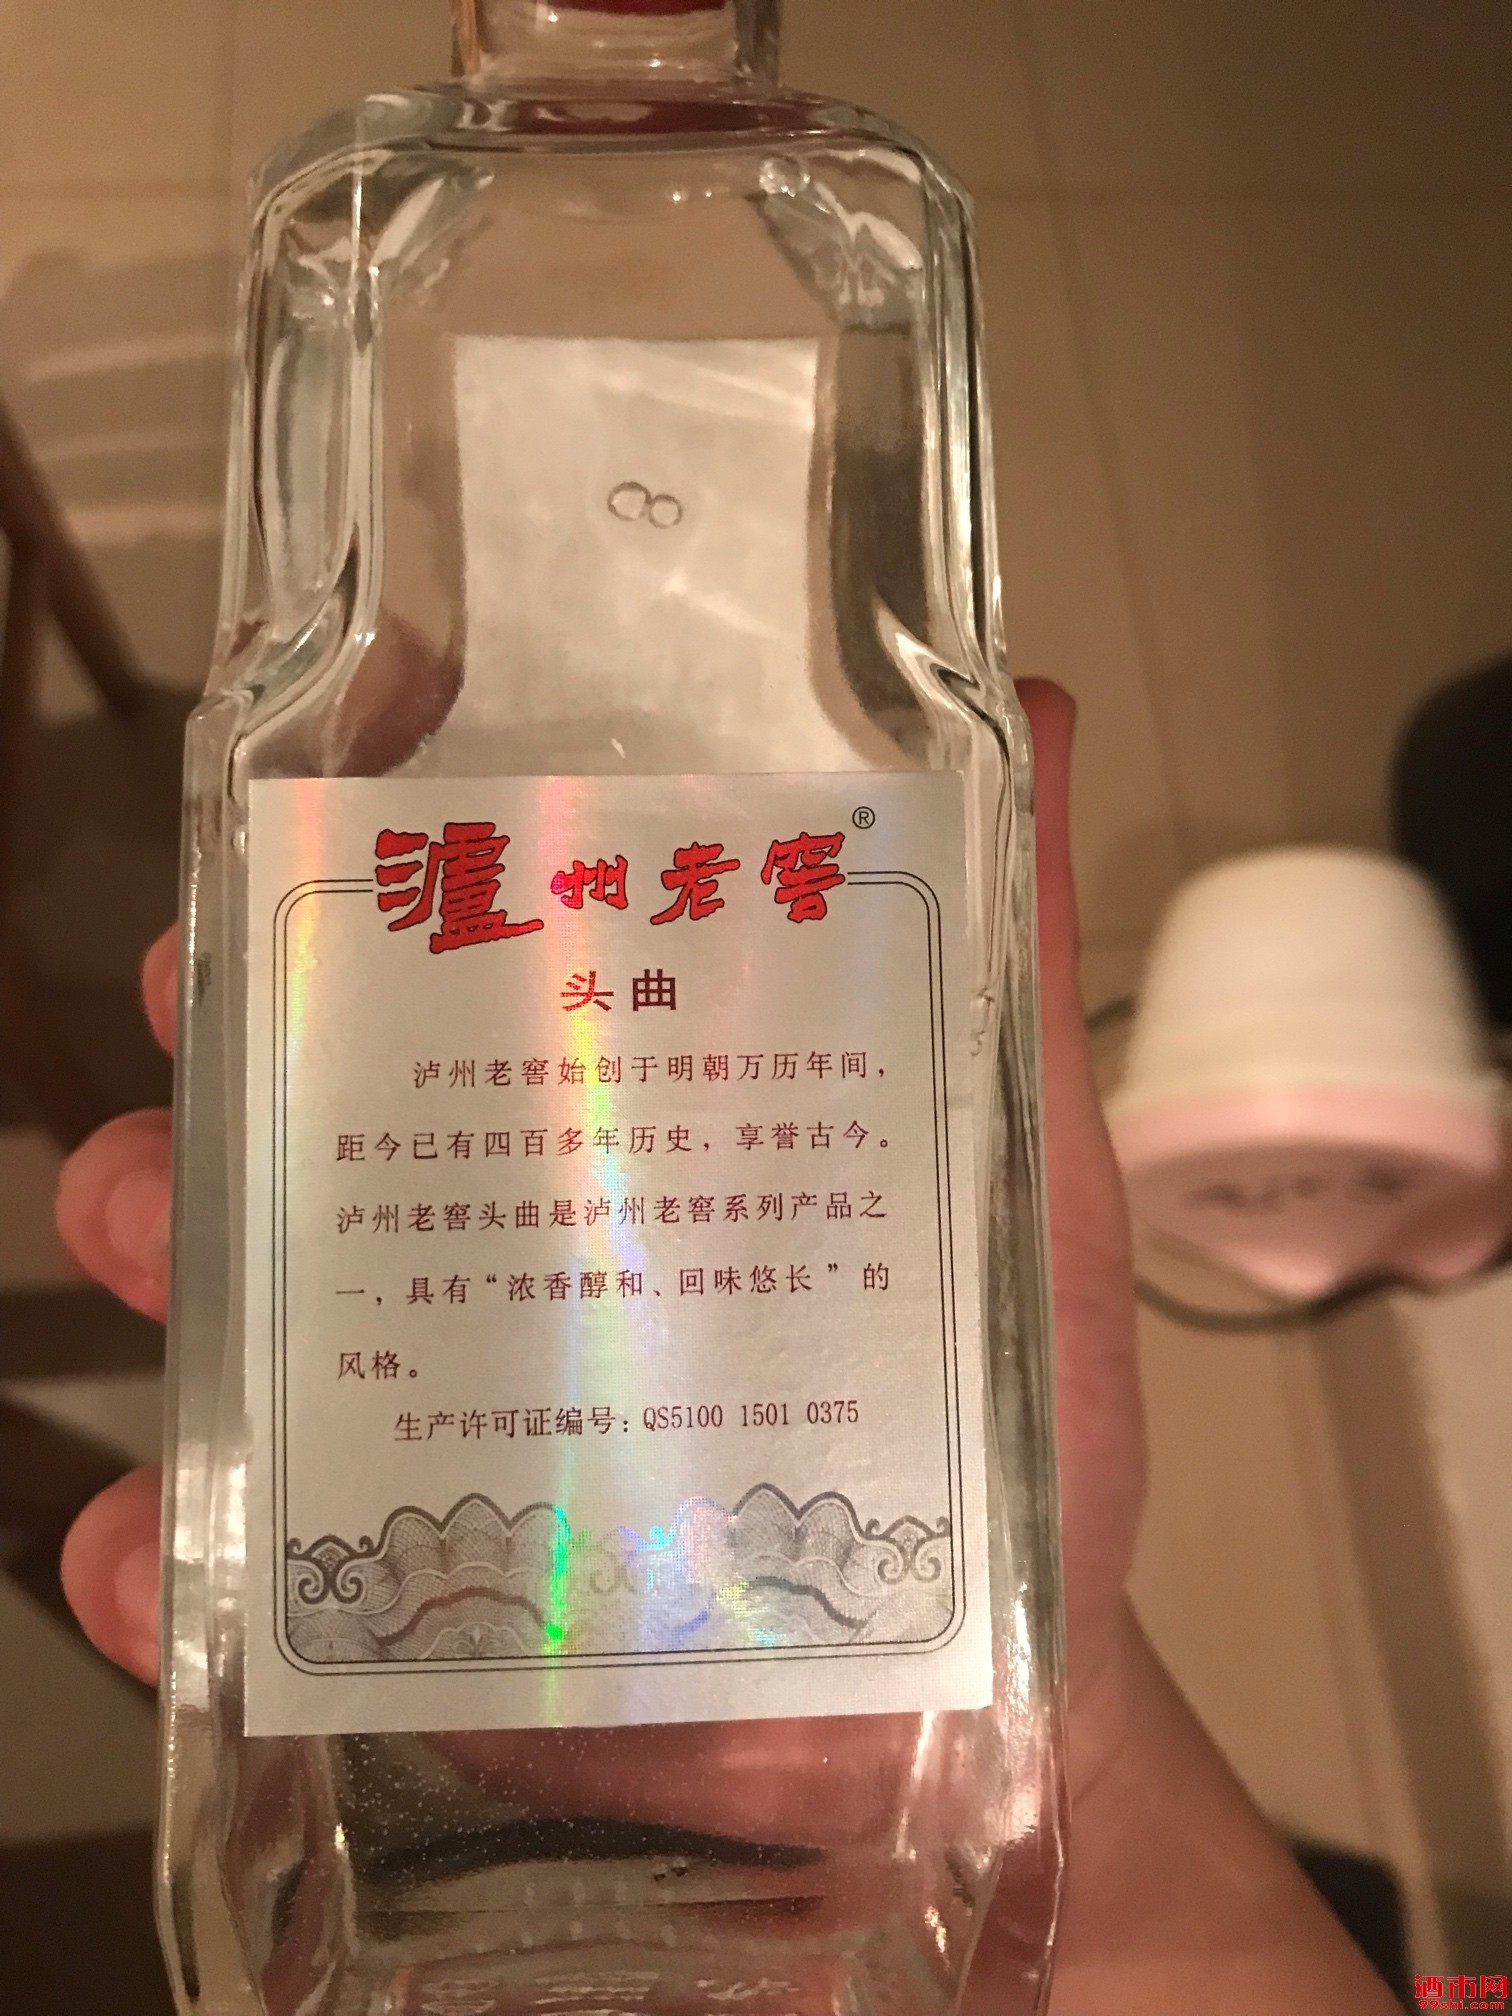 泸州老窖®
头曲
泸州老窖始创于明朝万历年间，
距今已有四百多年历史，享誉古今。
泸州老窖头曲是泸州老窖系列产品之
一，具有“浓香醇和、回味悠长”的
风格。
生产许可证编号：QS5100 1501 0375
酒市网
99shi.com